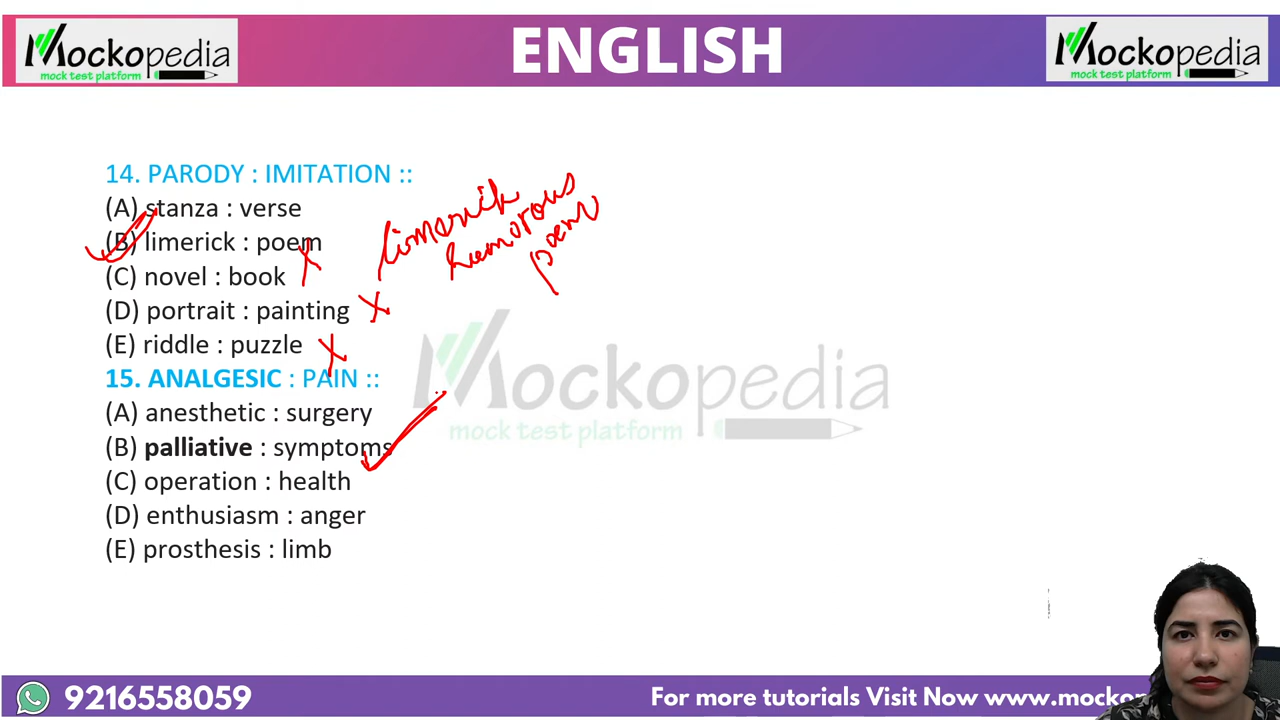 Mockopedia
mock test platform
ENGLISH
Mockopedia
mock test platform
14. PARODY : IMITATION ::
(A) stanza : verse
(B) limerick : poem
(C) novel : book
(D) portrait : painting
(E) riddle : puzzle
limerick
humorous
poem
15. ANALGESIC : PAIN ::
(A) anesthetic : surgery
(B) palliative : symptoms
(C) operation : health
(D) enthusiasm : anger
(E) prosthesis : limb
Mockopedia
mock test platform
9216558059
For more tutorials Visit Now www.mockop